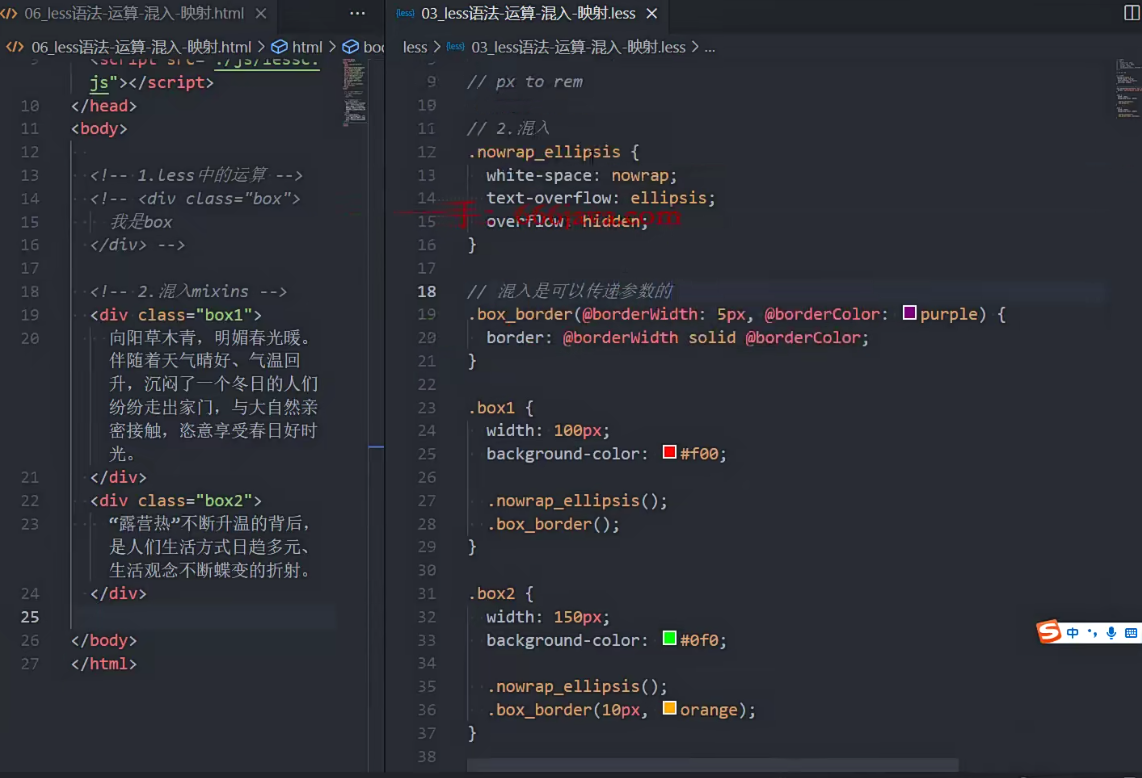 06_less语法-运算-混入-映射.html
06_less语法-运算-混入-映射.html > html > boc
<script src="./js/lessc.
js"></script>
10 </head>
11 <body>
12
13 <!-- 1.less中的运算 -->
14 <!-- <div class="box">
15 我是box
16 </div> -->
17
18 <!-- 2.混入mixins -->
19 <div class="box1">
20 向阳草木青，明媚春光暖。
伴随着天气晴好、气温回
升，沉闷了一个冬日的人们
纷纷走出家门，与大自然亲
密接触，恣意享受春日好时
光。
21 </div>
22 <div class="box2">
23 “露营热”不断升温的背后，
是人们生活方式日趋多元、
生活观念不断蝶变的折射。
24 </div>
25
26 </body>
27 </html>
{less} 03_less语法-运算-混入-映射.less
less > {less} 03_less语法-运算-混入-映射.less > ...
9 // px to rem
10
11 // 2.混入
12 .nowrap_ellipsis {
13 white-space: nowrap;
14 text-overflow: ellipsis;
15 overflow: hidden;
16 }
17
18 // 混入是可以传递参数的
19 .box_border(@borderWidth: 5px, @borderColor: purple) {
20 border: @borderWidth solid @borderColor;
21 }
22
23 .box1 {
24 width: 100px;
25 background-color: #f00;
26
27 .nowrap_ellipsis();
28 .box_border();
29 }
30
31 .box2 {
32 width: 150px;
33 background-color: #0f0;
34
35 .nowrap_ellipsis();
36 .box_border(10px, orange);
37 }
38
S 中